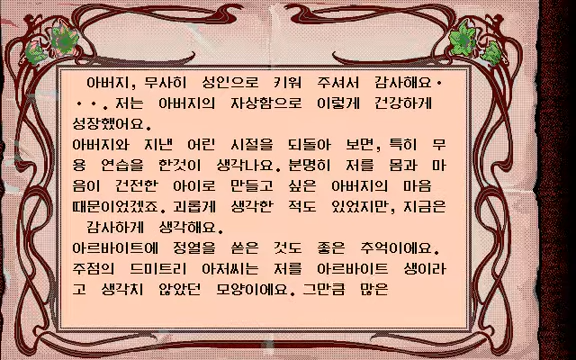 아버지, 무사히 성인으로 키워 주셔서 감사해요·
··. 저는 아버지의 자상함으로 이렇게 건강하게
성장했어요.
아버지와 지낸 어린 시절을 되돌아 보면, 특히 무
용 연습을 한것이 생각나요. 분명히 저를 몸과 마
음이 건전한 아이로 만들고 싶은 아버지의 마음
때문이었겠죠. 괴롭게 생각한 적도 있었지만, 지금은
감사하게 생각해요.
아르바이트에 정열을 쏟은 것도 좋은 추억이에요.
주점의 드미트리 아저씨는 저를 아르바이트 생이라
고 생각치 않았던 모양이에요. 그만큼 많은